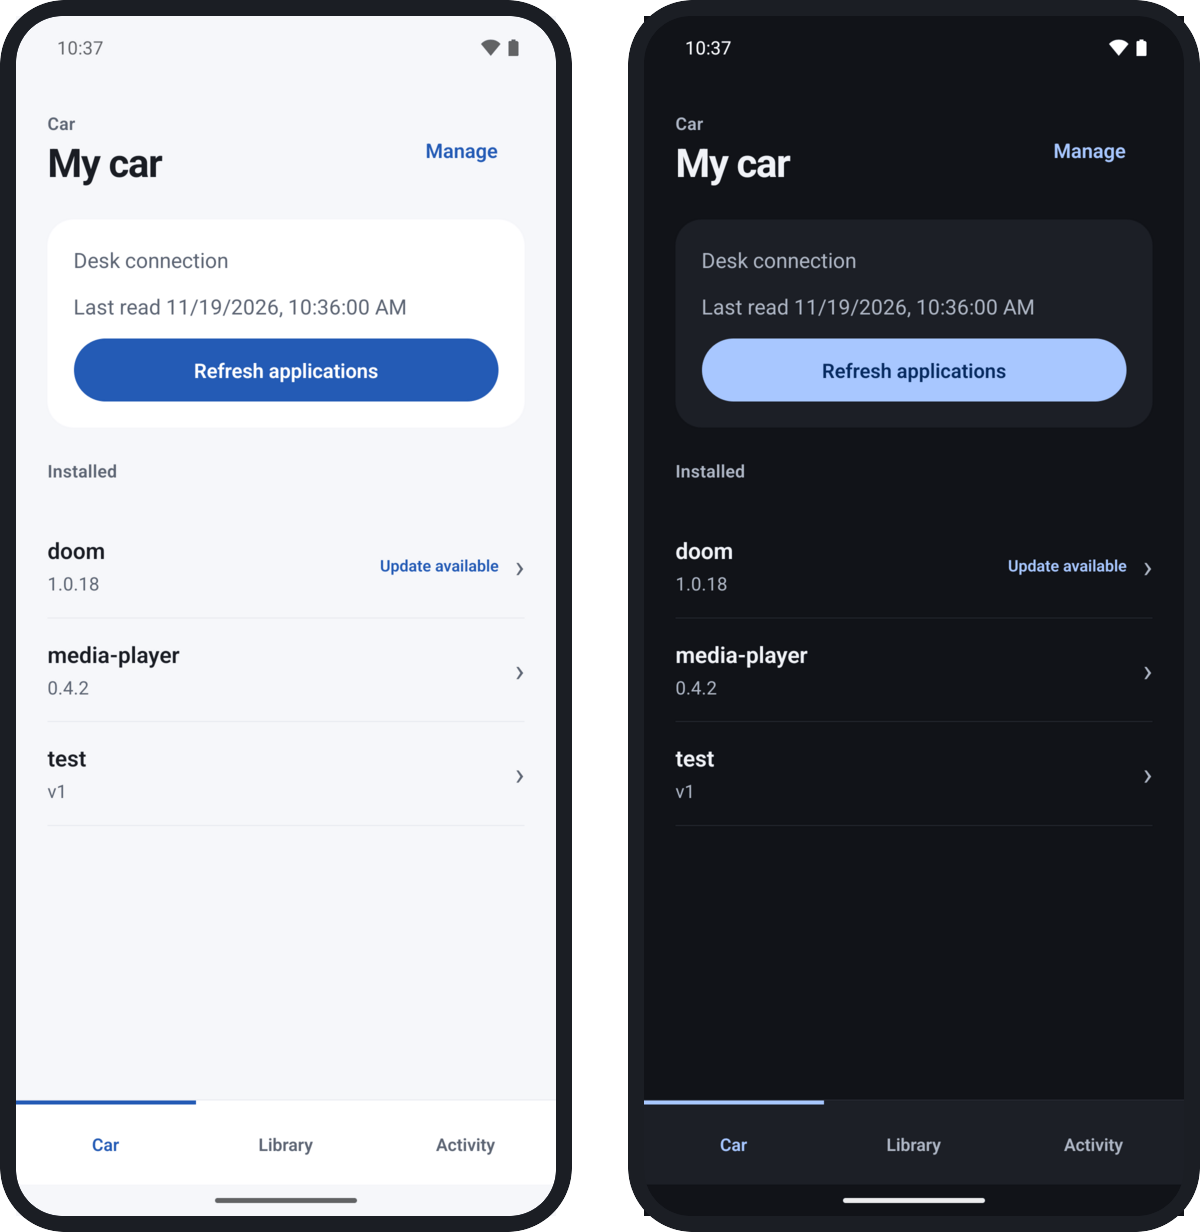 10:37
Car
My car
Manage
Desk connection
Last read 11/19/2026, 10:36:00 AM
Refresh applications
Installed
doom
1.0.18
Update available
media-player
0.4.2
test
v1
Car
Library
Activity
10:37
Car
My car
Manage
Desk connection
Last read 11/19/2026, 10:36:00 AM
Refresh applications
Installed
doom
1.0.18
Update available
media-player
0.4.2
test
v1
Car
Library
Activity